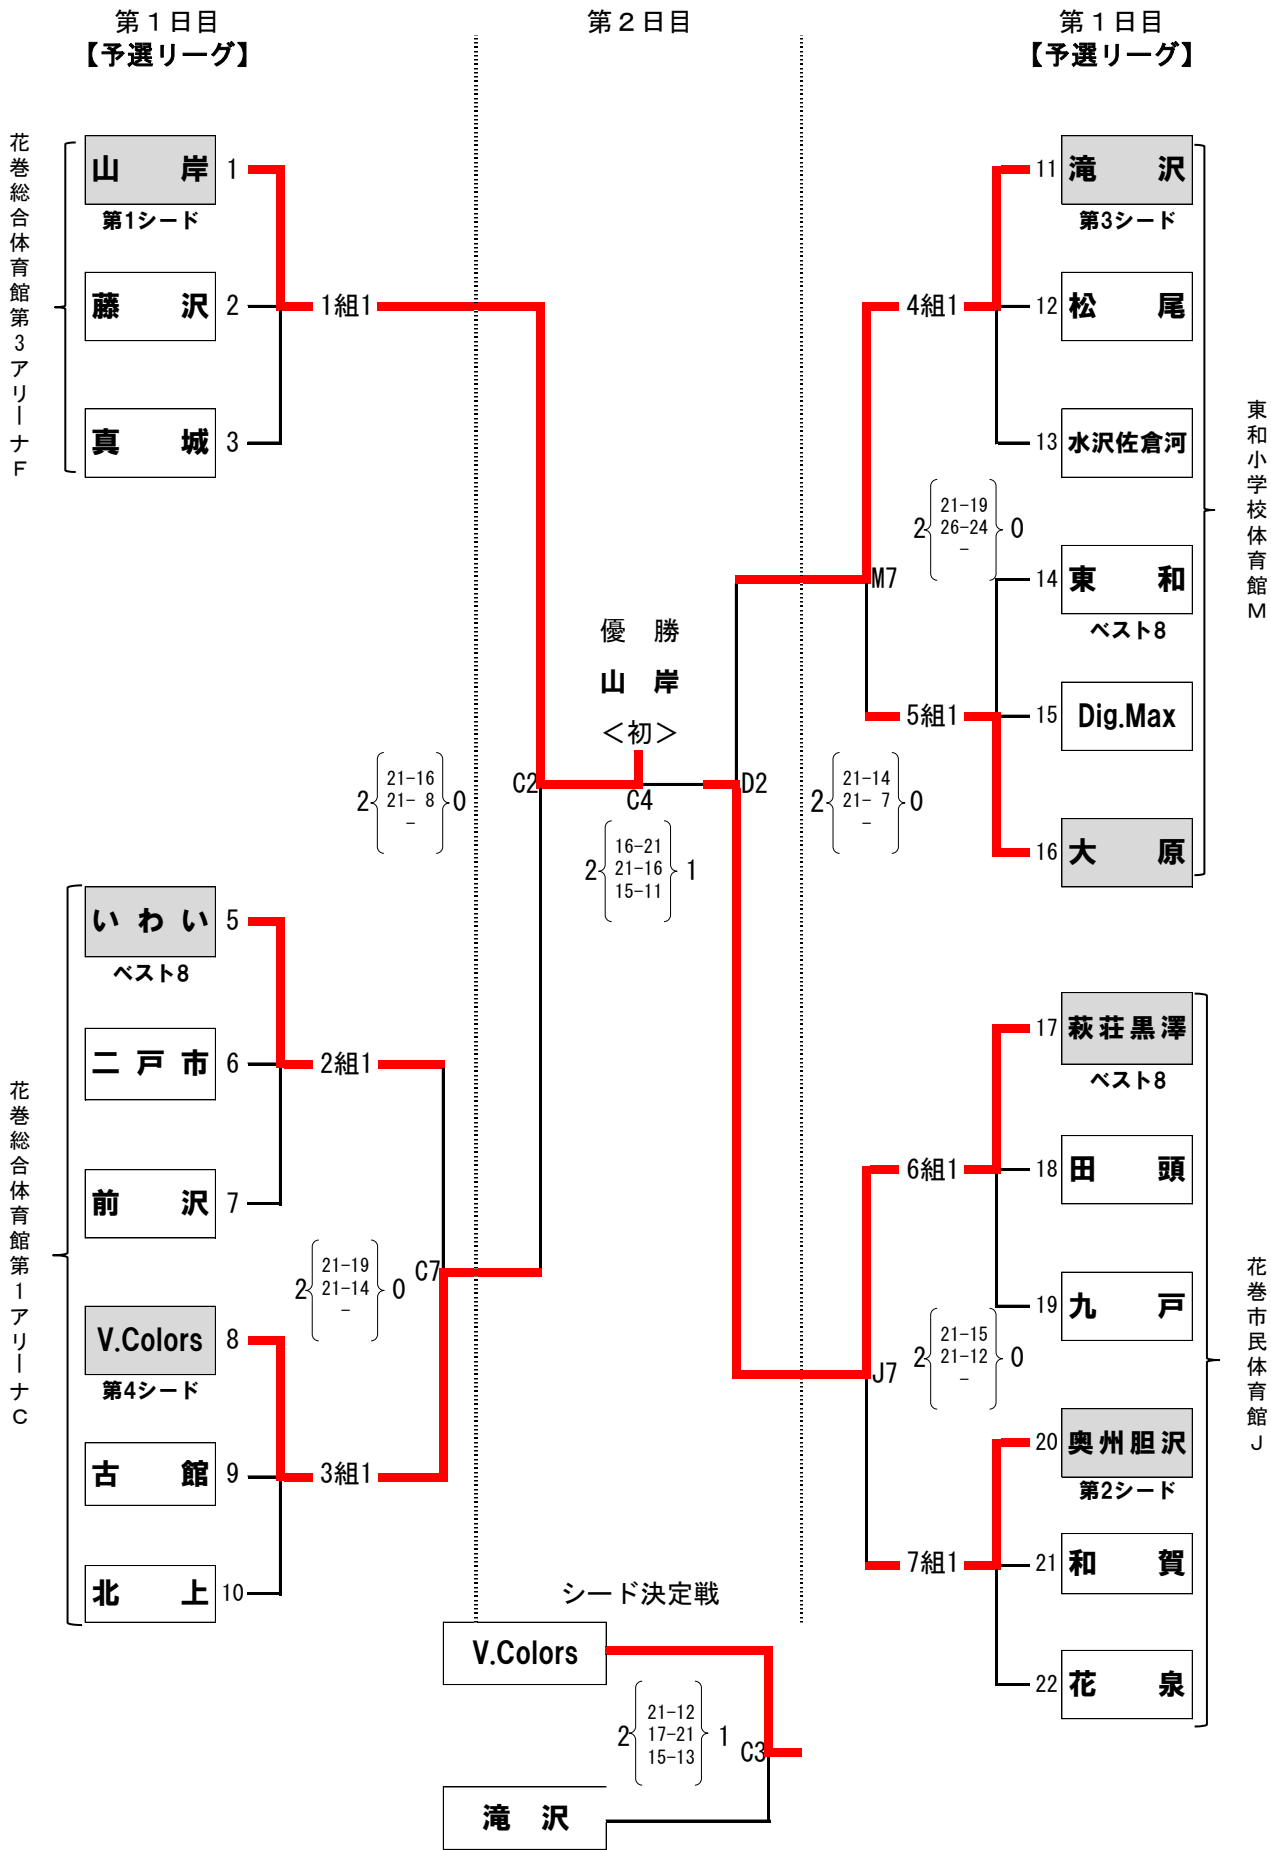 第１日目
【予選リーグ】
第２日目
第１日目
【予選リーグ】
花巻総合体育館第３アリーナF
山岸 1
第1シード
藤沢 2
1組1
真城 3
花巻総合体育館第１アリーナC
いわい 5
ベスト8
二戸市 6
2組1
前沢 7
2 21-19 21-14 - 0
C7
V.Colors 8
第4シード
古館 9
3組1
北上 10
2 21-16 21- 8 - 0
C2
優勝
山岸
＜初＞
C4
2 16-21 21-16 15-11 1
D2
2 21-14 21- 7 - 0
11 滝沢
第3シード
4組1
12 松尾
13 水沢佐倉河
2 21-19 26-24 - 0
M7
14 東和
ベスト8
5組1
15 Dig.Max
16 大原
東和小学校体育館M
17 萩荘黒澤
ベスト8
6組1
18 田頭
19 九戸
2 21-15 21-12 - 0
J7
20 奥州胆沢
第2シード
7組1
21 和賀
22 花泉
花巻市民体育館J
シード決定戦
V.Colors
2 21-12 17-21 15-13 1
C3
滝沢